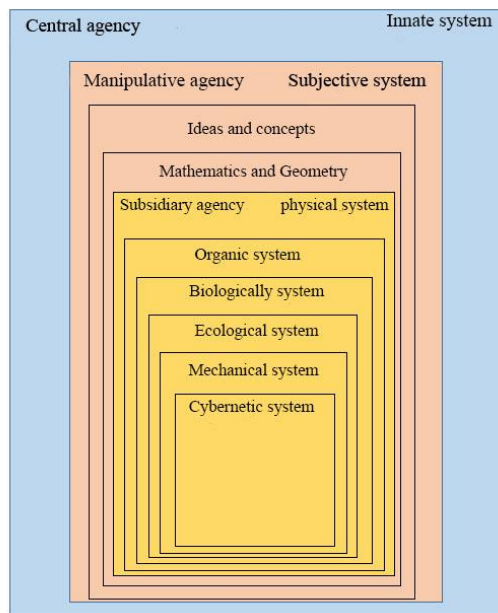 Central agency Innate system
Manipulative agency Subjective system
Ideas and concepts
Mathematics and Geometry
Subsidiary agency physical system
Organic system
Biologically system
Ecological system
Mechanical system
Cybernetic system